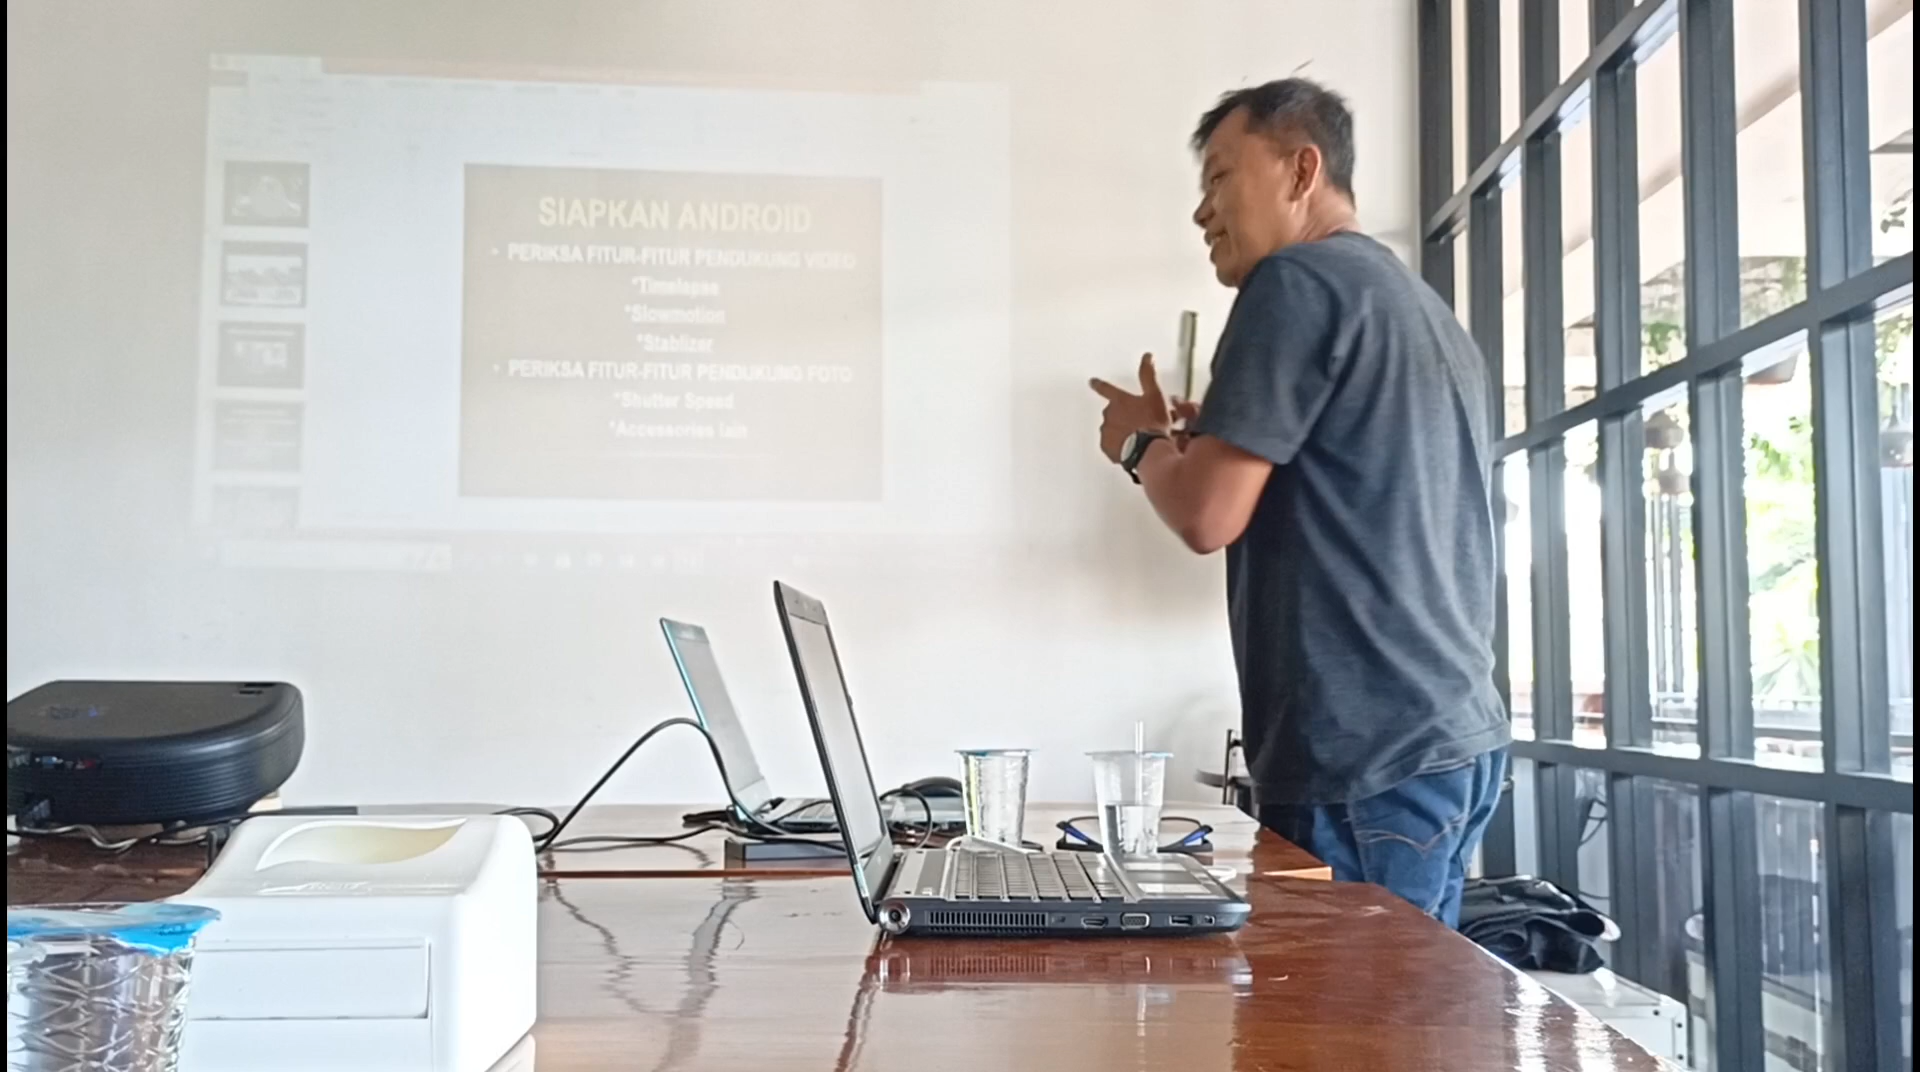 SIAPKAN ANDROID
• PERIKSA FITUR-FITUR PENDUKUNG VIDEO
*Timelapse
*Slowmotion
*Stablizer
• PERIKSA FITUR-FITUR PENDUKUNG FOTO
*Shutter Speed
*Accessories lain